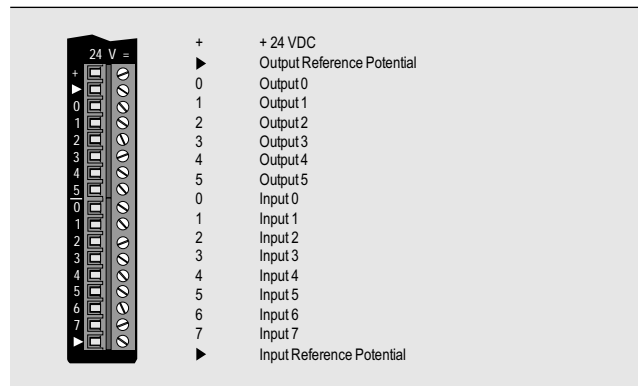 24 V =
+
▶
0
1
2
3
4
5
0
1
2
3
4
5
6
7
▶
+ + 24 VDC
▶ Output Reference Potential
0 Output 0
1 Output 1
2 Output 2
3 Output 3
4 Output 4
5 Output 5
0 Input 0
1 Input 1
2 Input 2
3 Input 3
4 Input 4
5 Input 5
6 Input 6
7 Input 7
▶ Input Reference Potential